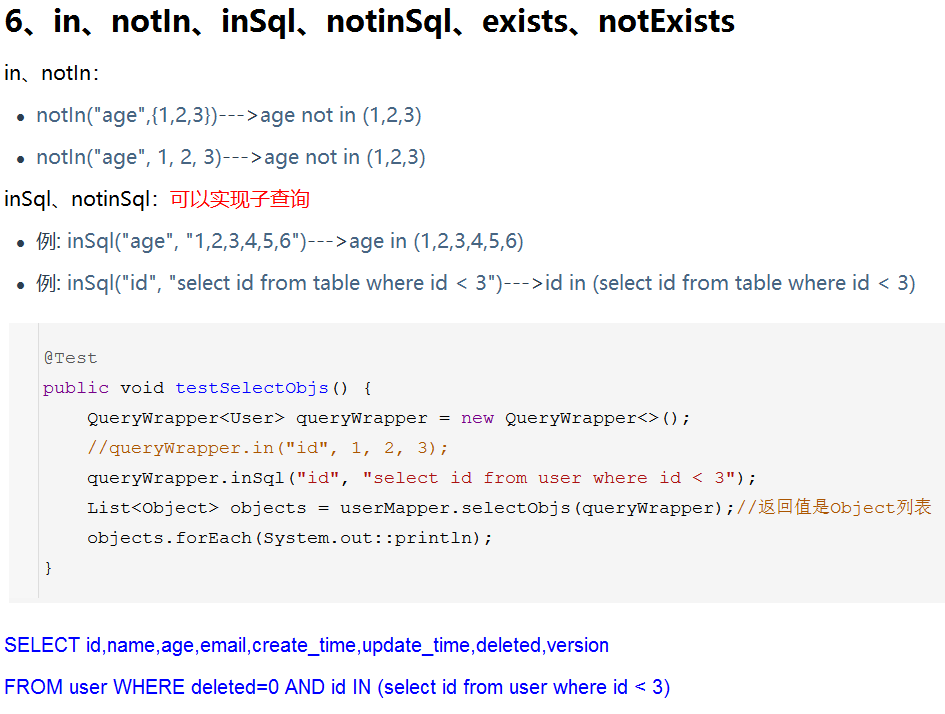 6、in、notIn、inSql、notinSql、exists、notExists
in、notIn：
notIn("age",{1,2,3})--->age not in (1,2,3)
notIn("age", 1, 2, 3)--->age not in (1,2,3)
inSql、notinSql：可以实现子查询
例: inSql("age", "1,2,3,4,5,6")--->age in (1,2,3,4,5,6)
例: inSql("id", "select id from table where id < 3")--->id in (select id from table where id < 3)
@Test
public void testSelectObjs() {
    QueryWrapper<User> queryWrapper = new QueryWrapper<>();
    //queryWrapper.in("id", 1, 2, 3);
    queryWrapper.inSql("id", "select id from user where id < 3");
    List<Object> objects = userMapper.selectObjs(queryWrapper);//返回值是Object列表
    objects.forEach(System.out::println);
}
SELECT id,name,age,email,create_time,update_time,deleted,version
FROM user WHERE deleted=0 AND id IN (select id from user where id < 3)